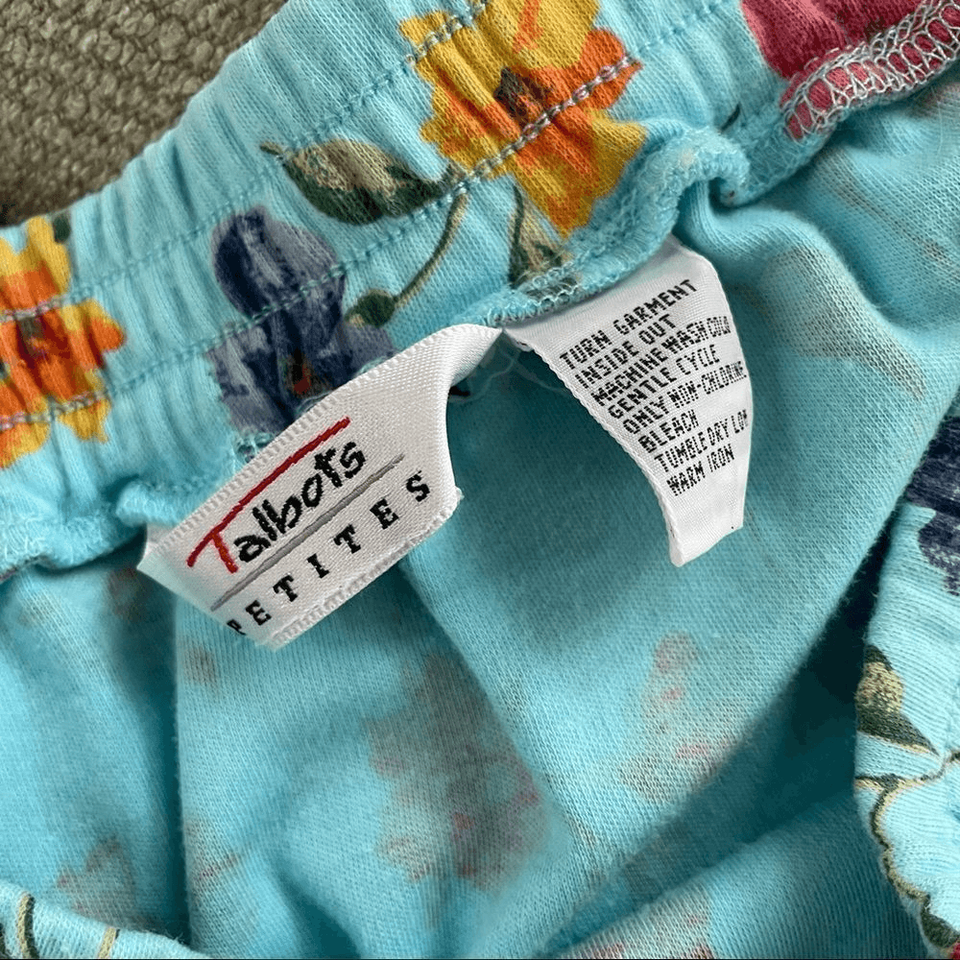 Talbots
PETITES
TURN GARMENT
INSIDE OUT
MACHINE WASH COLD
GENTLE CYCLE
ONLY NON-CHLORINE
BLEACH
TUMBLE DRY LOW
WARM IRON